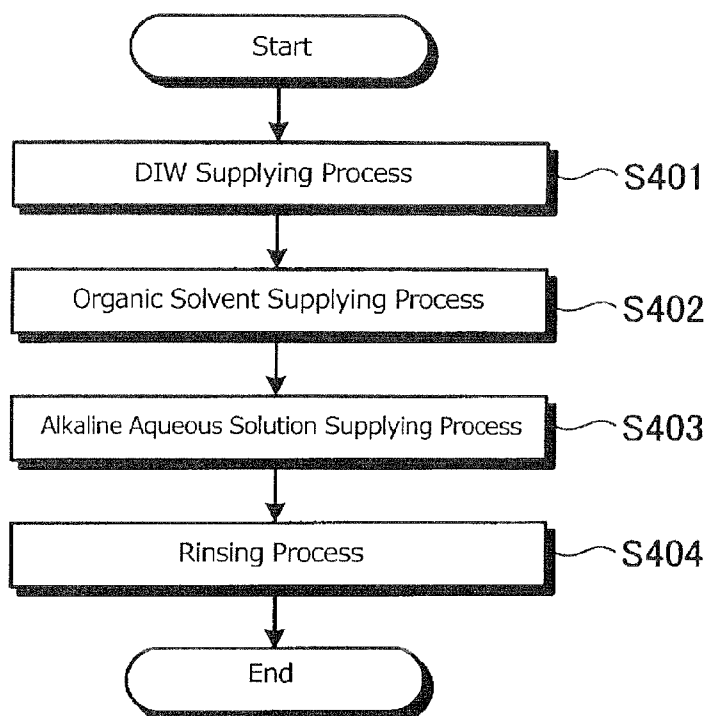 Start
DIW Supplying Process
S401
Organic Solvent Supplying Process
S402
Alkaline Aqueous Solution Supplying Process
S403
Rinsing Process
S404
End